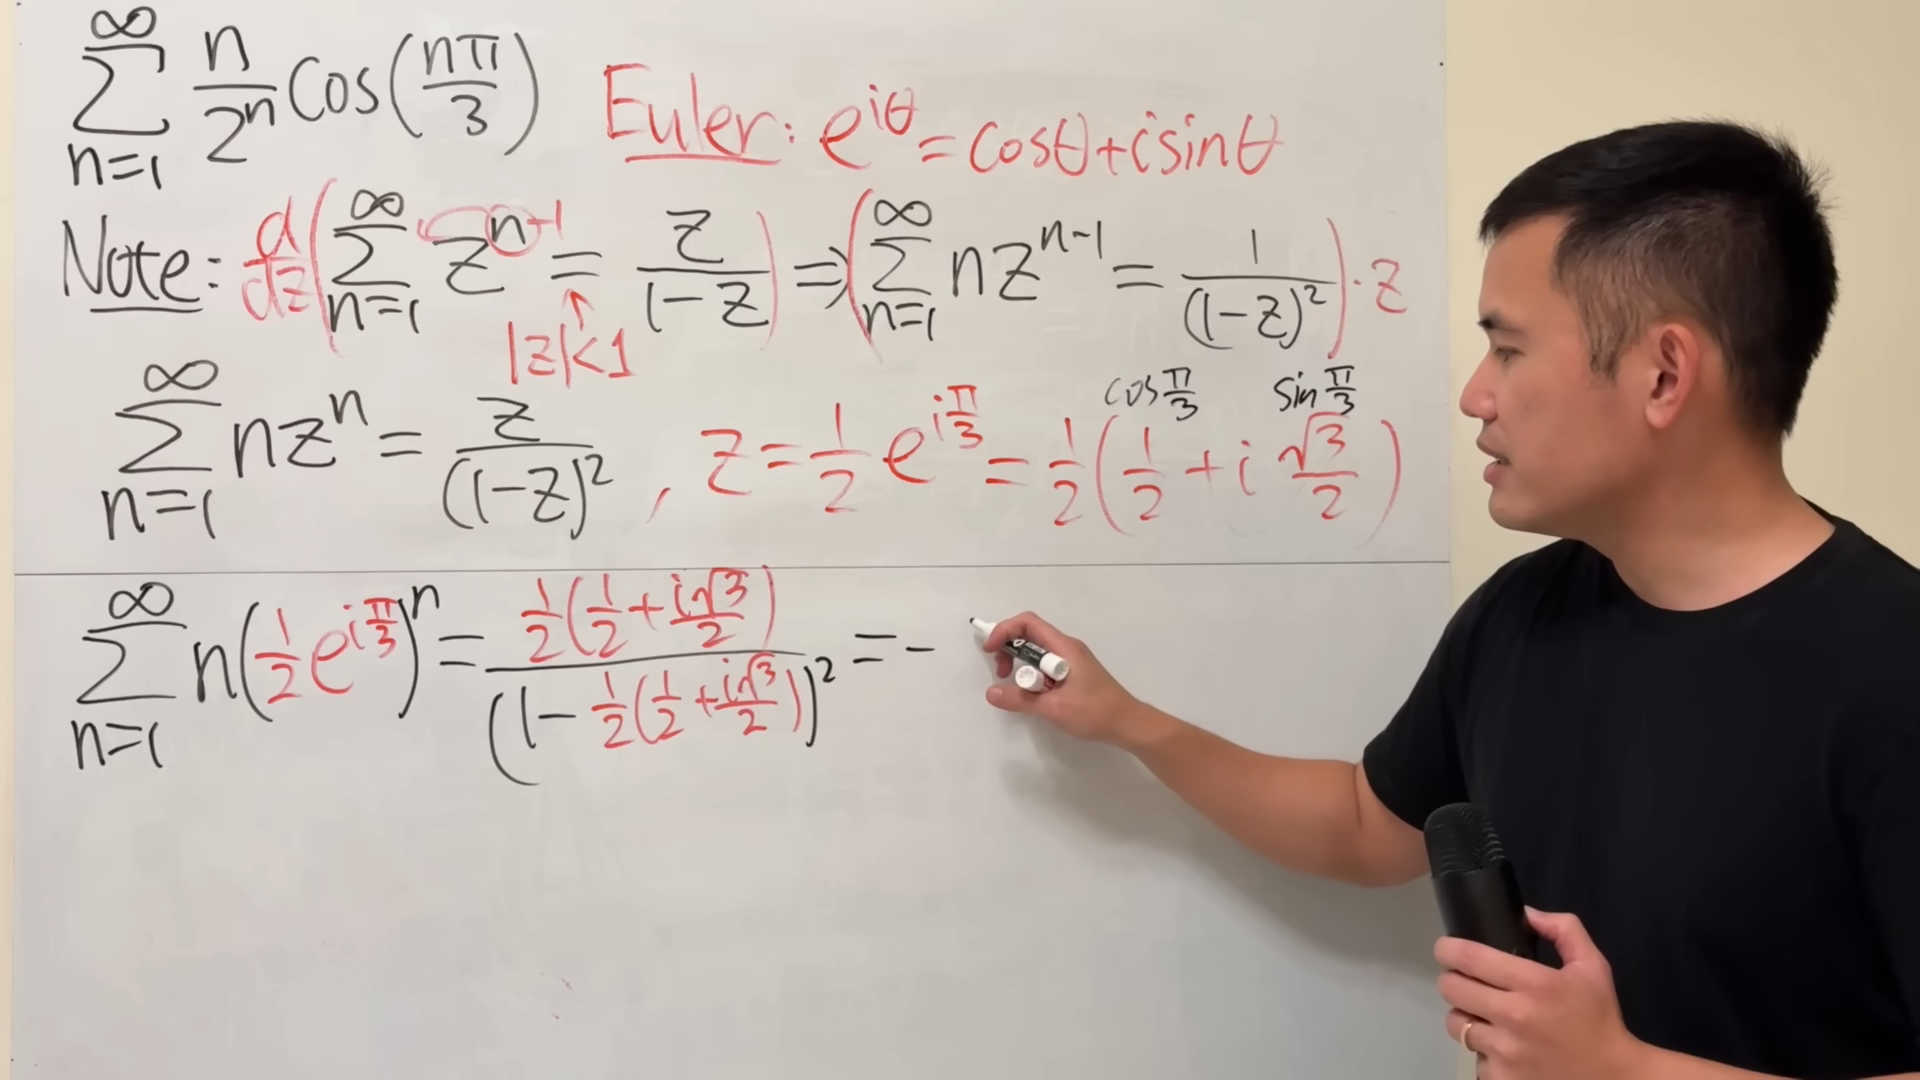 ∑_{n=1}^{∞} n/2^n cos(nπ/3) Euler: e^{iθ} = cosθ + i sinθ
Note: d/dz (∑_{n=1}^{∞} z^{n-1} = z/(1-z)) ⇒ (∑_{n=1}^{∞} n z^{n-1} = 1/(1-z)^2) · z
|z|<1
cos π/3 sin π/3
∑_{n=1}^{∞} n z^n = z/(1-z)^2 , z = 1/2 e^{iπ/3} = 1/2 (1/2 + i √3/2)
∑_{n=1}^{∞} n (1/2 e^{iπ/3})^n = 1/2 (1/2 + i√3/2) / (1 - 1/2 (1/2 + i√3/2))^2 = -